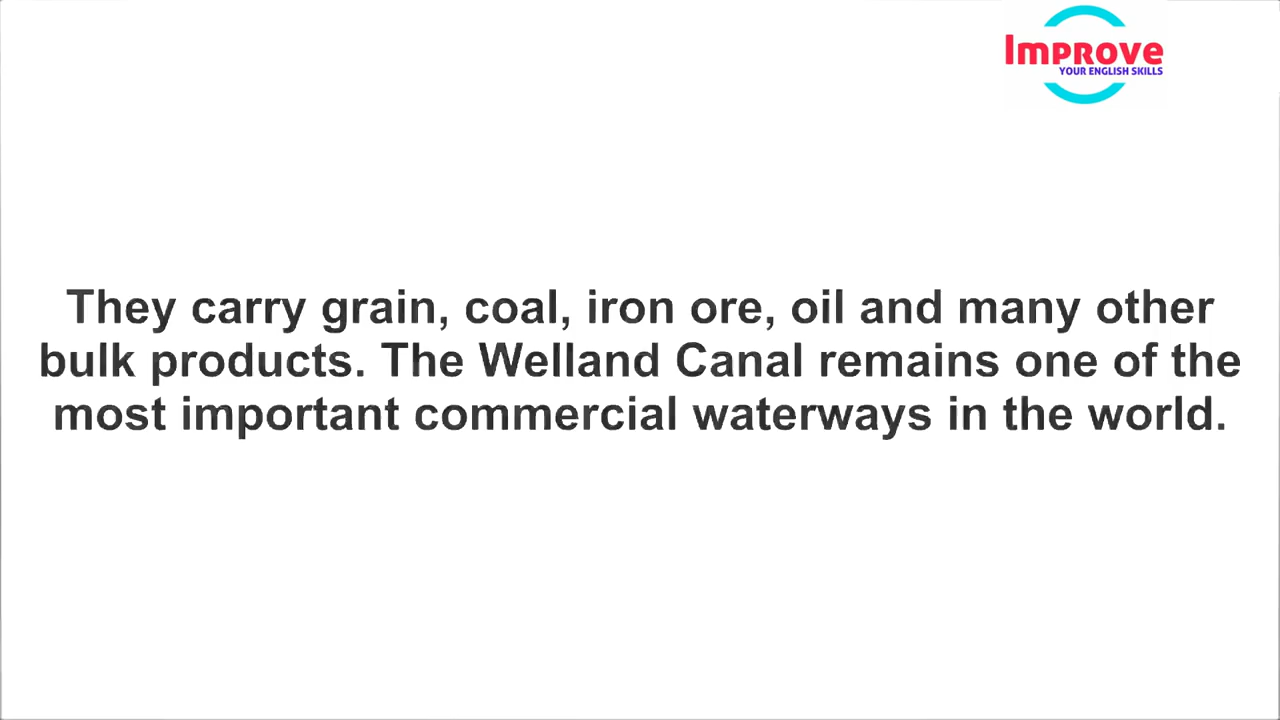 Improve
YOUR ENGLISH SKILLS
They carry grain, coal, iron ore, oil and many other
bulk products. The Welland Canal remains one of the
most important commercial waterways in the world.